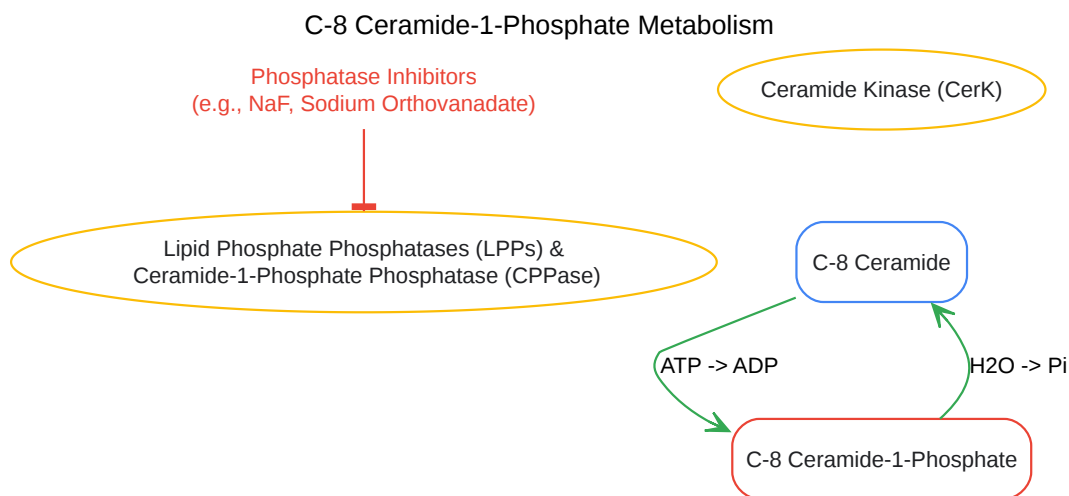 C-8 Ceramide-1-Phosphate Metabolism
Phosphatase Inhibitors
(e.g., NaF, Sodium Orthovanadate)
Ceramide Kinase (CerK)
Lipid Phosphate Phosphatases (LPPs) &
Ceramide-1-Phosphate Phosphatase (CPPase)
C-8 Ceramide
ATP -> ADP
H2O -> Pi
C-8 Ceramide-1-Phosphate